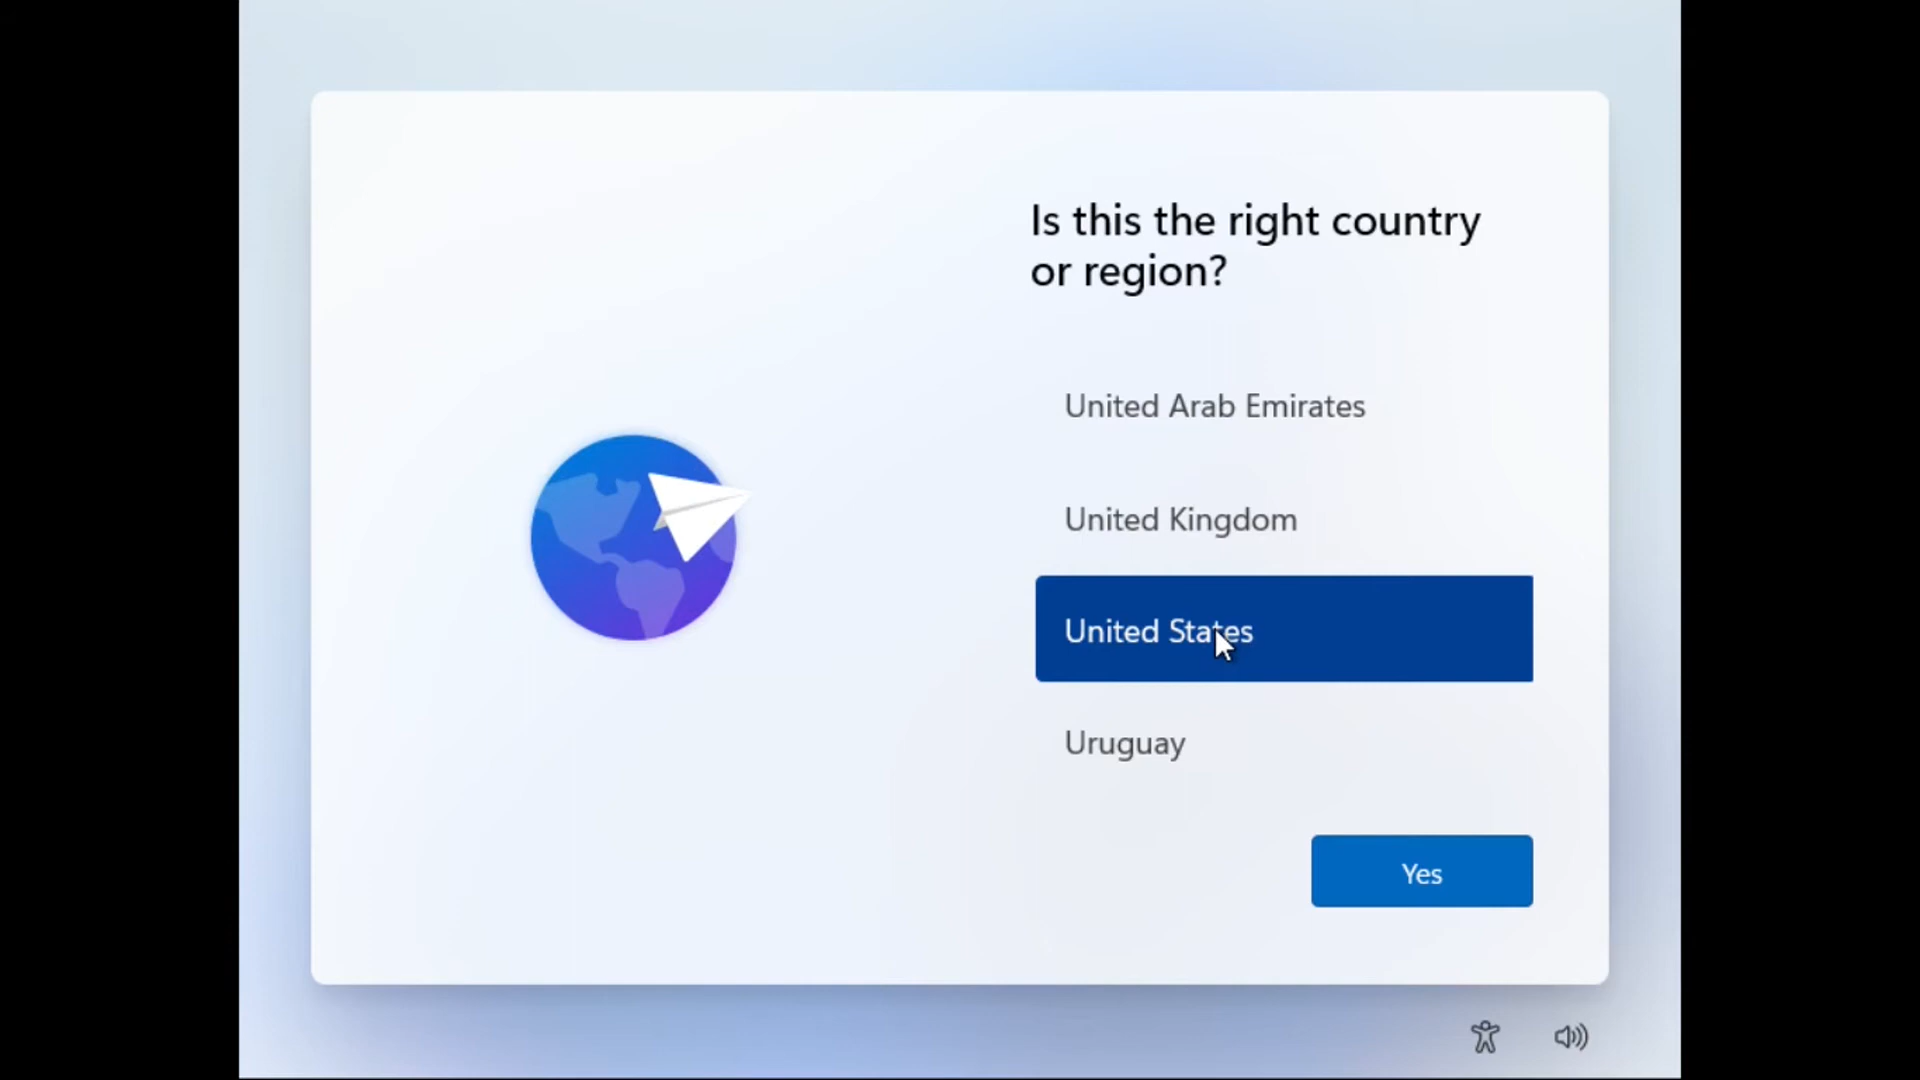 Is this the right country
or region?
United Arab Emirates
United Kingdom
United States
Uruguay
Yes